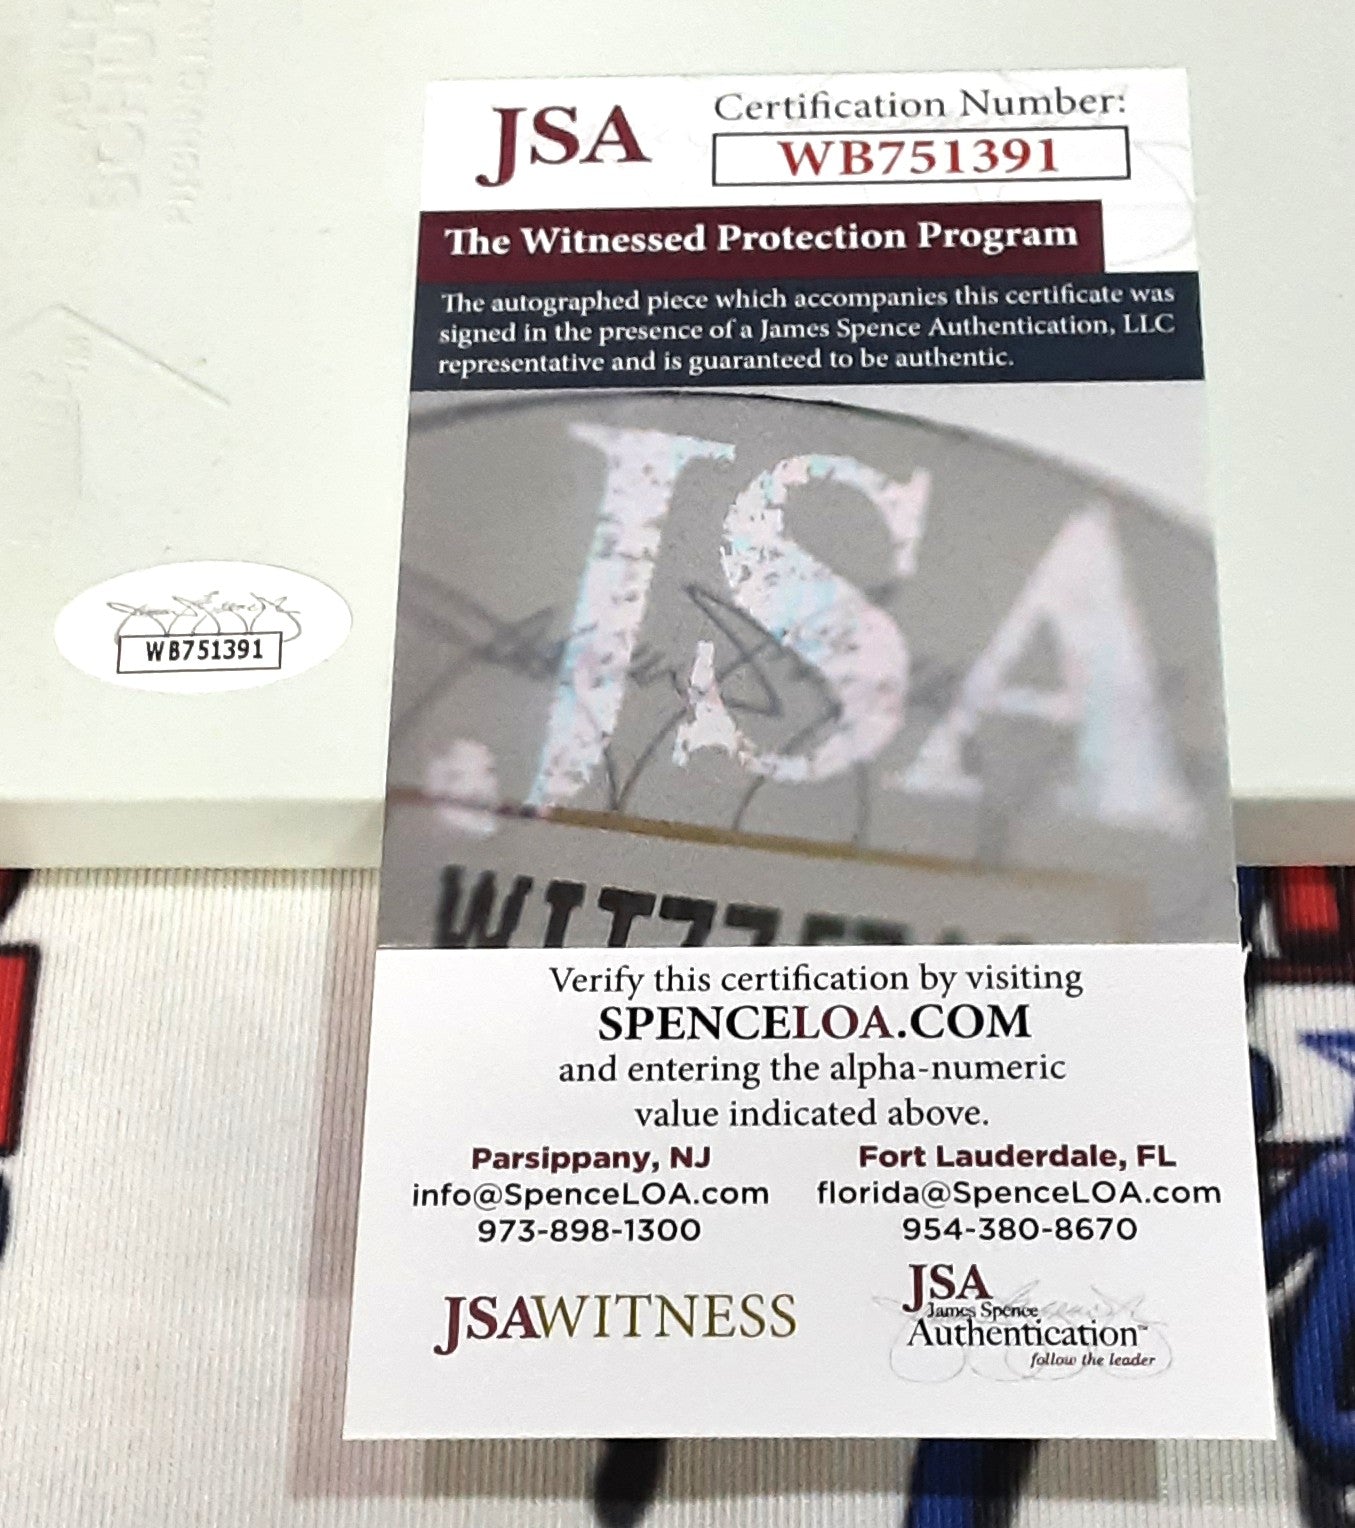 JSA
Certification Number:
WB751391
The Witnessed Protection Program
The autographed piece which accompanies this certificate was
signed in the presence of a James Spence Authentication, LLC
representative and is guaranteed to be authentic.
JSA
WB751391
Verify this certification by visiting
SPENCELOA.COM
and entering the alpha-numeric
value indicated above.
Parsippany, NJ
info@SpenceLOA.com
973-898-1300
Fort Lauderdale, FL
florida@SpenceLOA.com
954-380-8670
JSAWITNESS
JSA
James Spence
Authentication™
follow the leader